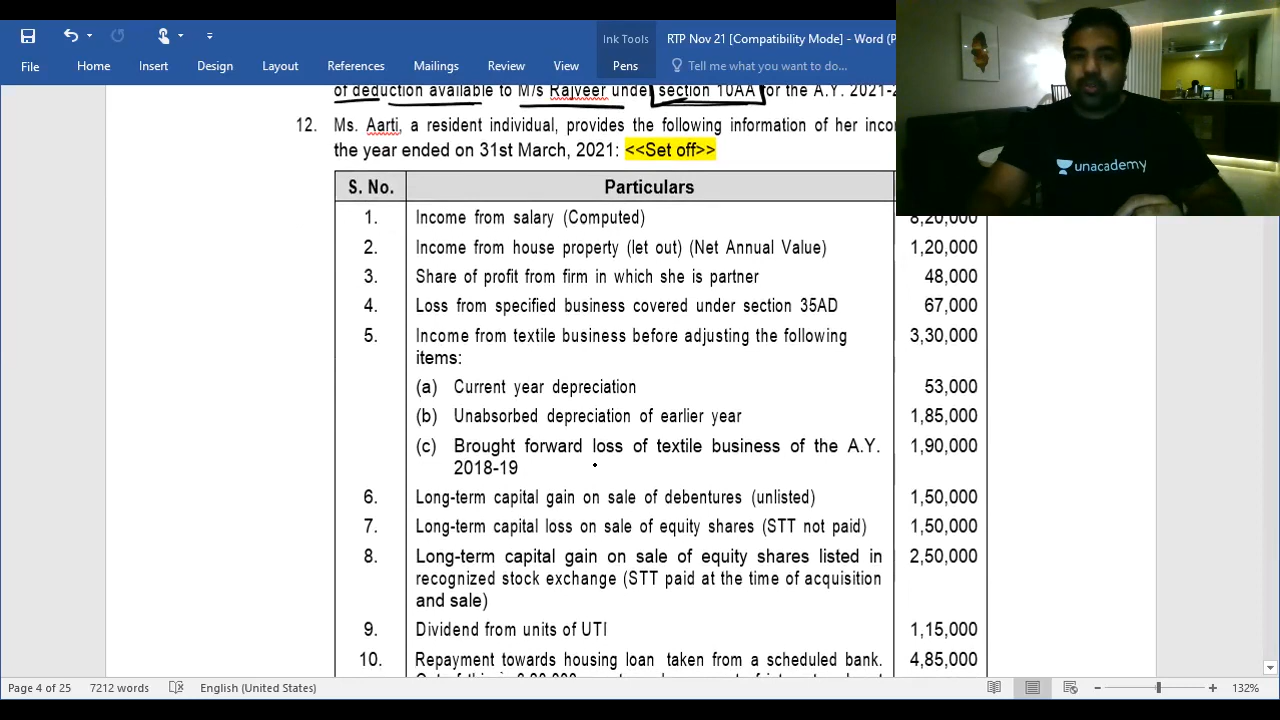 Ink Tools
RTP Nov 21 [Compatibility Mode] - Word (P
File Home Insert Design Layout References Mailings Review View Pens Tell me what you want to do...
of deduction available to M/s Rajveer under section 10AA for the A.Y. 2021-2
12. Ms. Aarti, a resident individual, provides the following information of her inco
the year ended on 31st March, 2021: <<Set off>>
S. No. Particulars
1. Income from salary (Computed) 8,20,000
2. Income from house property (let out) (Net Annual Value) 1,20,000
3. Share of profit from firm in which she is partner 48,000
4. Loss from specified business covered under section 35AD 67,000
5. Income from textile business before adjusting the following 3,30,000
items:
(a) Current year depreciation 53,000
(b) Unabsorbed depreciation of earlier year 1,85,000
(c) Brought forward loss of textile business of the A.Y. 1,90,000
2018-19
6. Long-term capital gain on sale of debentures (unlisted) 1,50,000
7. Long-term capital loss on sale of equity shares (STT not paid) 1,50,000
8. Long-term capital gain on sale of equity shares listed in 2,50,000
recognized stock exchange (STT paid at the time of acquisition
and sale)
9. Dividend from units of UTI 1,15,000
10. Repayment towards housing loan taken from a scheduled bank. 4,85,000
unacademy
Page 4 of 25 7212 words English (United States) 132%